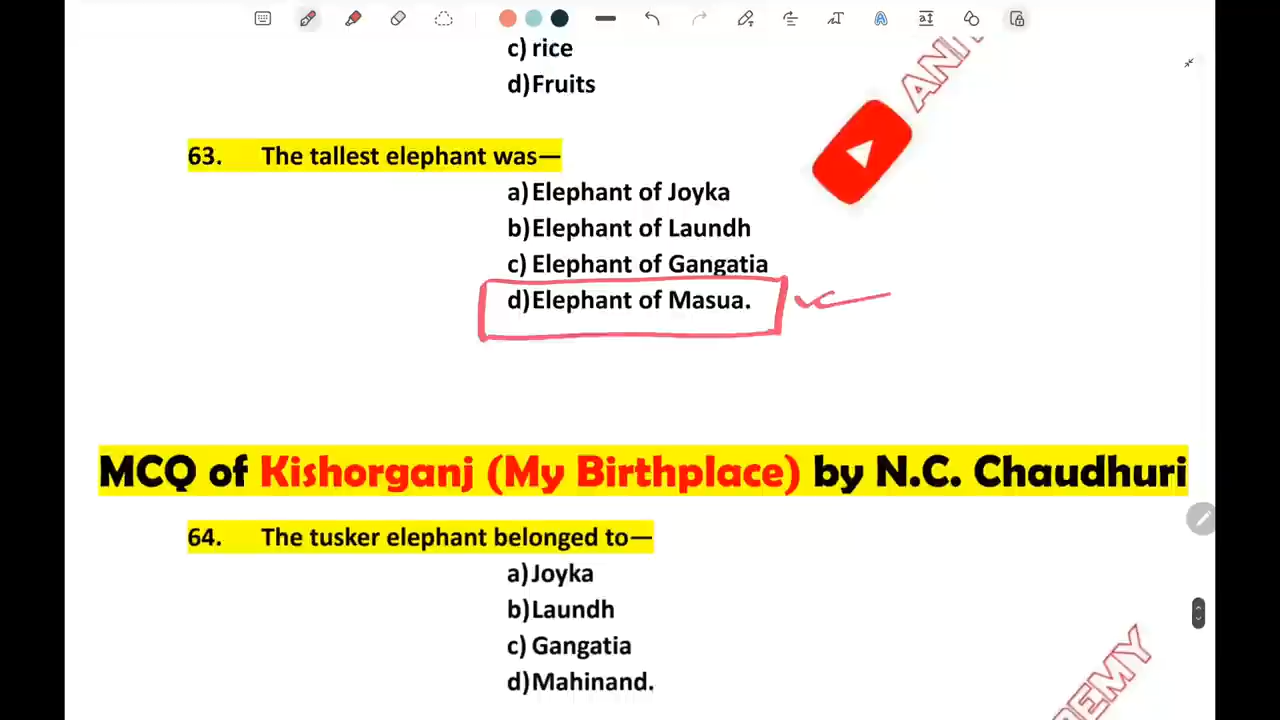 c) rice
d)Fruits
63. The tallest elephant was—
a)Elephant of Joyka
b)Elephant of Laundh
c) Elephant of Gangatia
d)Elephant of Masua.
MCQ of Kishorganj (My Birthplace) by N.C. Chaudhuri
64. The tusker elephant belonged to—
a)Joyka
b)Laundh
c) Gangatia
d)Mahinand.